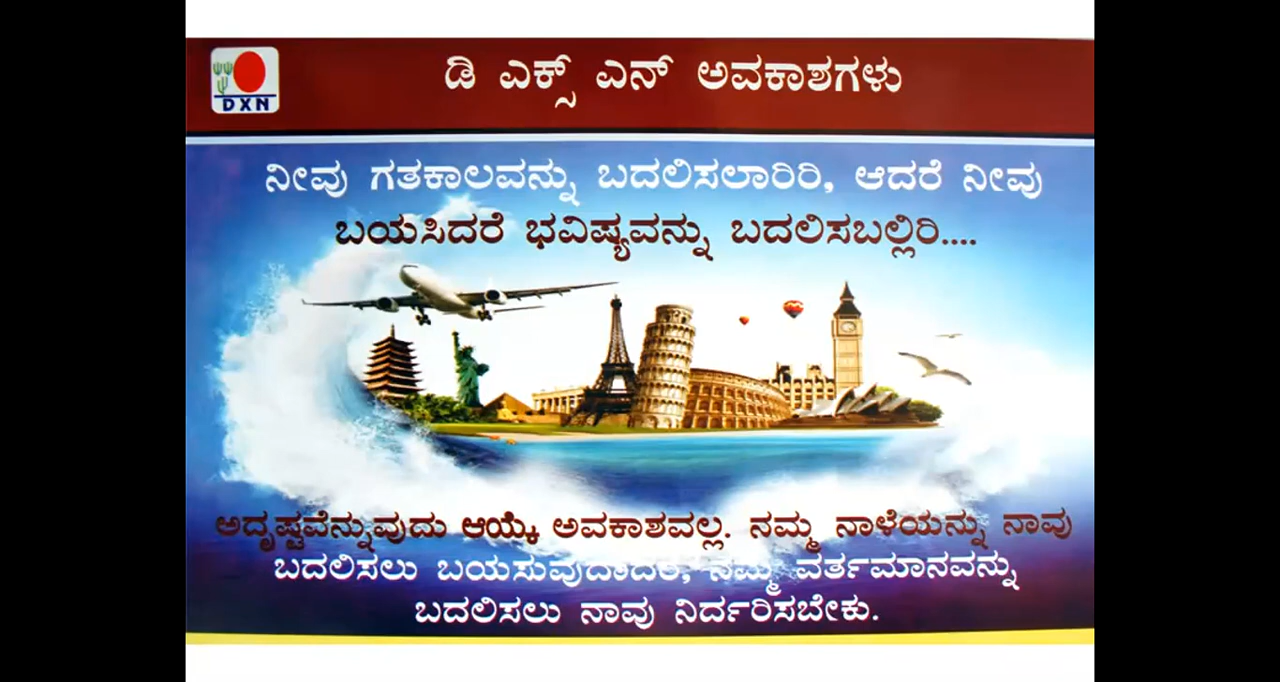 DXN
ಡಿ ಎಕ್ಸ್ ಎನ್ ಅವಕಾಶಗಳು
ನೀವು ಗತಕಾಲವನ್ನು ಬದಲಿಸಲಾರಿರಿ, ಆದರೆ ನೀವು
ಬಯಸಿದರೆ ಭವಿಷ್ಯವನ್ನು ಬದಲಿಸಬಲ್ಲಿರಿ....
ಅದೃಷ್ಟವೆನ್ನುವುದು ಆಯ್ಕೆ ಅವಕಾಶವಲ್ಲ. ನಮ್ಮ ನಾಳೆಯನ್ನು ನಾವು
ಬದಲಿಸಲು ಬಯಸುವುದಾದರೆ, ನಮ್ಮ ವರ್ತಮಾನವನ್ನು
ಬದಲಿಸಲು ನಾವು ನಿರ್ದರಿಸಬೇಕು.